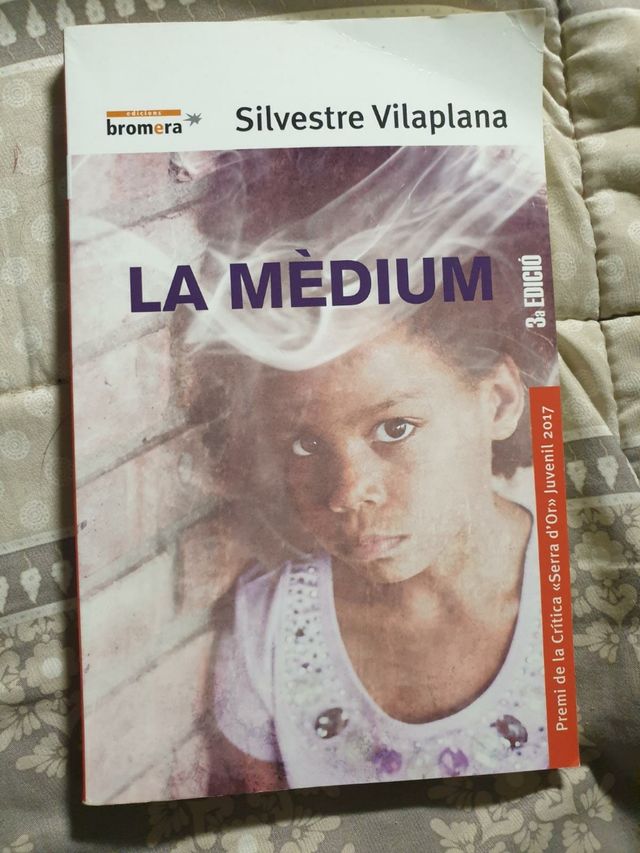 edicions
bromera
Silvestre Vilaplana
LA MÈDIUM
3a EDICIÓ
Premi de la Crítica «Serra d'Or» Juvenil 2017